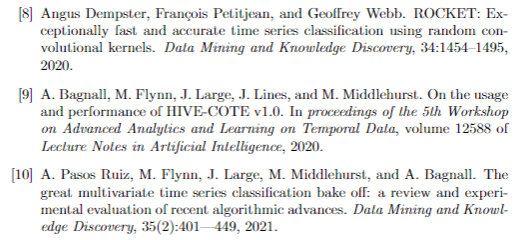 [8] Angus Dempster, François Petitjean, and Geoffrey Webb. ROCKET: Ex-
ceptionally fast and accurate time series classification using random con-
volutional kernels. Data Mining and Knowledge Discovery, 34:1454–1495,
2020.
[9] A. Bagnall, M. Flynn, J. Large, J. Lines, and M. Middlehurst. On the usage
and performance of HIVE-COTE v1.0. In proceedings of the 5th Workshop
on Advanced Analytics and Learning on Temporal Data, volume 12588 of
Lecture Notes in Artificial Intelligence, 2020.
[10] A. Pasos Ruiz, M. Flynn, J. Large, M. Middlehurst, and A. Bagnall. The
great multivariate time series classification bake off: a review and experi-
mental evaluation of recent algorithmic advances. Data Mining and Knowl-
edge Discovery, 35(2):401—449, 2021.